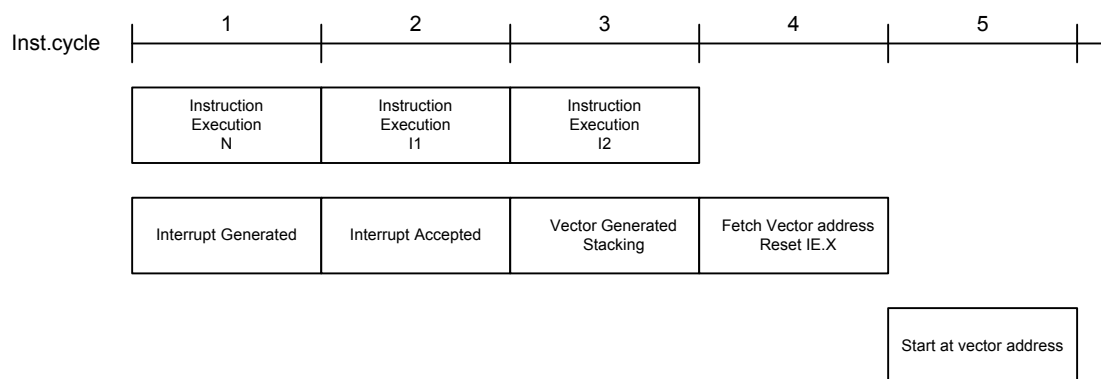 1 2 3 4 5
Inst.cycle
Instruction
Execution
N
Instruction
Execution
I1
Instruction
Execution
I2
Interrupt Generated
Interrupt Accepted
Vector Generated
Stacking
Fetch Vector address
Reset IE.X
Start at vector address